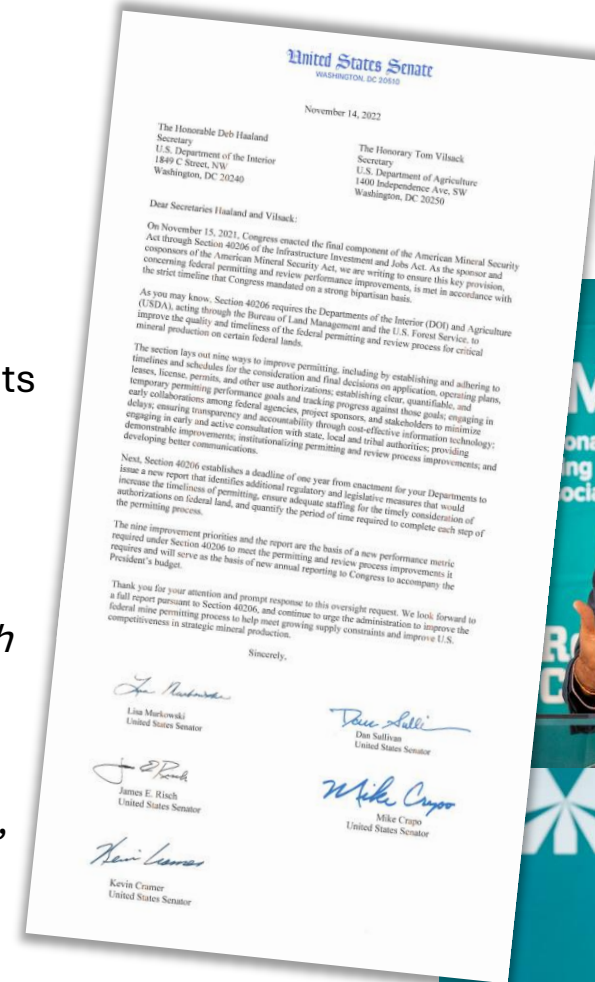 United States Senate
WASHINGTON, DC 20510
November 14, 2022
The Honorable Deb Haaland
Secretary
U.S. Department of the Interior
1849 C Street, NW
Washington, DC 20240
The Honorary Tom Vilsack
Secretary
U.S. Department of Agriculture
1400 Independence Ave, SW
Washington, DC 20250
Dear Secretaries Haaland and Vilsack:
On November 15, 2021, Congress enacted the final component of the American Mineral Security
Act through Section 40206 of the Infrastructure Investment and Jobs Act. As the sponsor and
cosponsors of the American Mineral Security Act, we are writing to ensure this key provision,
concerning federal permitting and review performance improvements, is met in accordance with
the strict timeline that Congress mandated on a strong bipartisan basis.
As you may know, Section 40206 requires the Departments of the Interior (DOI) and Agriculture
(USDA), acting through the Bureau of Land Management and the U.S. Forest Service, to
improve the quality and timeliness of the federal permitting and review process for critical
mineral production on certain federal lands.
The section lays out nine ways to improve permitting, including by establishing and adhering to
timelines and schedules for the consideration and final decisions on application, operating plans,
leases, license, permits, and other use authorizations; establishing clear, quantifiable, and
temporary permitting performance goals and tracking progress against those goals; engaging in
early collaborations among federal agencies, project sponsors, and stakeholders to minimize
delays; ensuring transparency and accountability through cost-effective information technology;
engaging in early and active consultation with state, local and tribal authorities; providing
demonstrable improvements; institutionalizing permitting and review process improvements; and
developing better communications.
Next, Section 40206 establishes a deadline of one year from enactment for your Departments to
issue a new report that identifies additional regulatory and legislative measures that would
increase the timeliness of permitting, ensure adequate staffing for the timely consideration of
authorizations on federal land, and quantify the period of time required to complete each step of
the permitting process.
The nine improvement priorities and the report are the basis of a new performance metric
required under Section 40206 to meet the permitting and review process improvements it
requires and will serve as the basis of new annual reporting to Congress to accompany the
President's budget.
Thank you for your attention and prompt response to this oversight request. We look forward to
a full report pursuant to Section 40206, and continue to urge the administration to improve the
federal mine permitting process to help meet growing supply constraints and improve U.S.
competitiveness in strategic mineral production.
Sincerely,
Lisa Murkowski
United States Senator
Dan Sullivan
United States Senator
James E. Risch
United States Senator
Mike Crapo
Mike Crapo
United States Senator
Kevin Cramer
United States Senator
ts
h
,
M
ona
ing
ocia
R
C